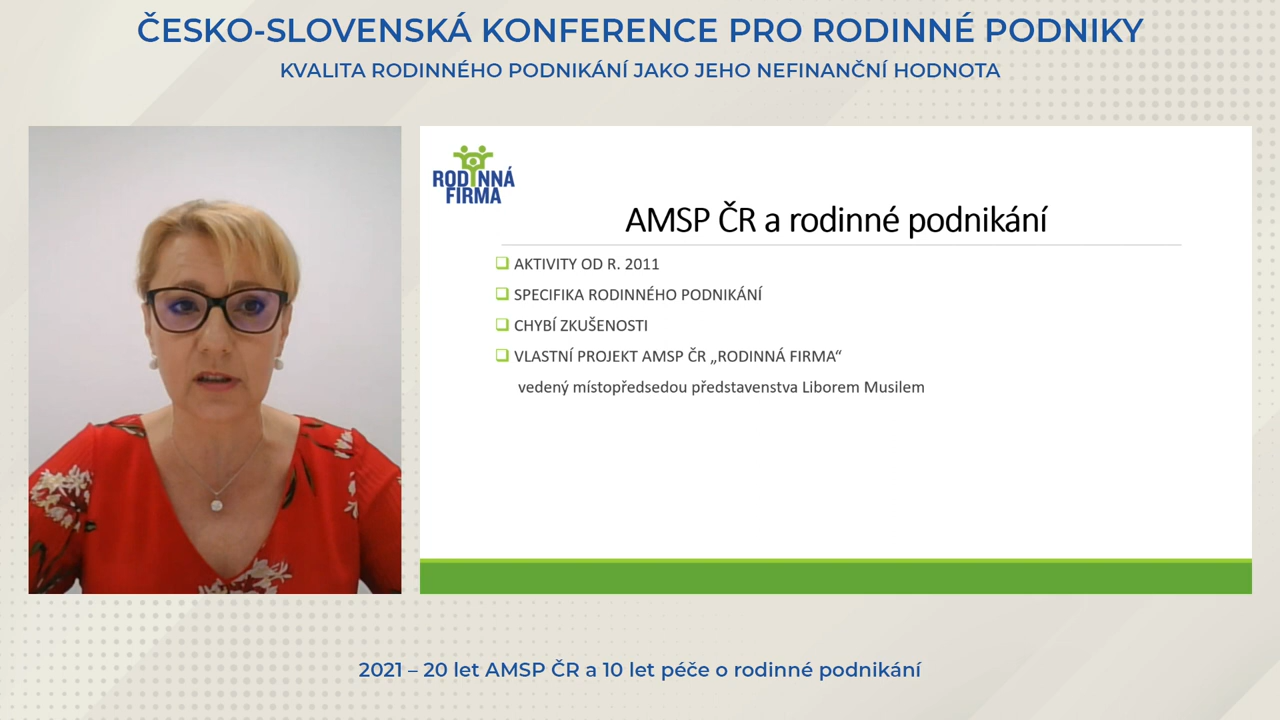 ČESKO-SLOVENSKÁ KONFERENCE PRO RODINNÉ PODNIKY
KVALITA RODINNÉHO PODNIKÁNÍ JAKO JEHO NEFINANČNÍ HODNOTA
RODINNÁ
FIRMA
AMSP ČR a rodinné podnikání
AKTIVITY OD R. 2011
SPECIFIKA RODINNÉHO PODNIKÁNÍ
CHYBÍ ZKUŠENOSTI
VLASTNÍ PROJEKT AMSP ČR „RODINNÁ FIRMA“
vedený místopředsedou představenstva Liborem Musilem
2021 – 20 let AMSP ČR a 10 let péče o rodinné podnikání